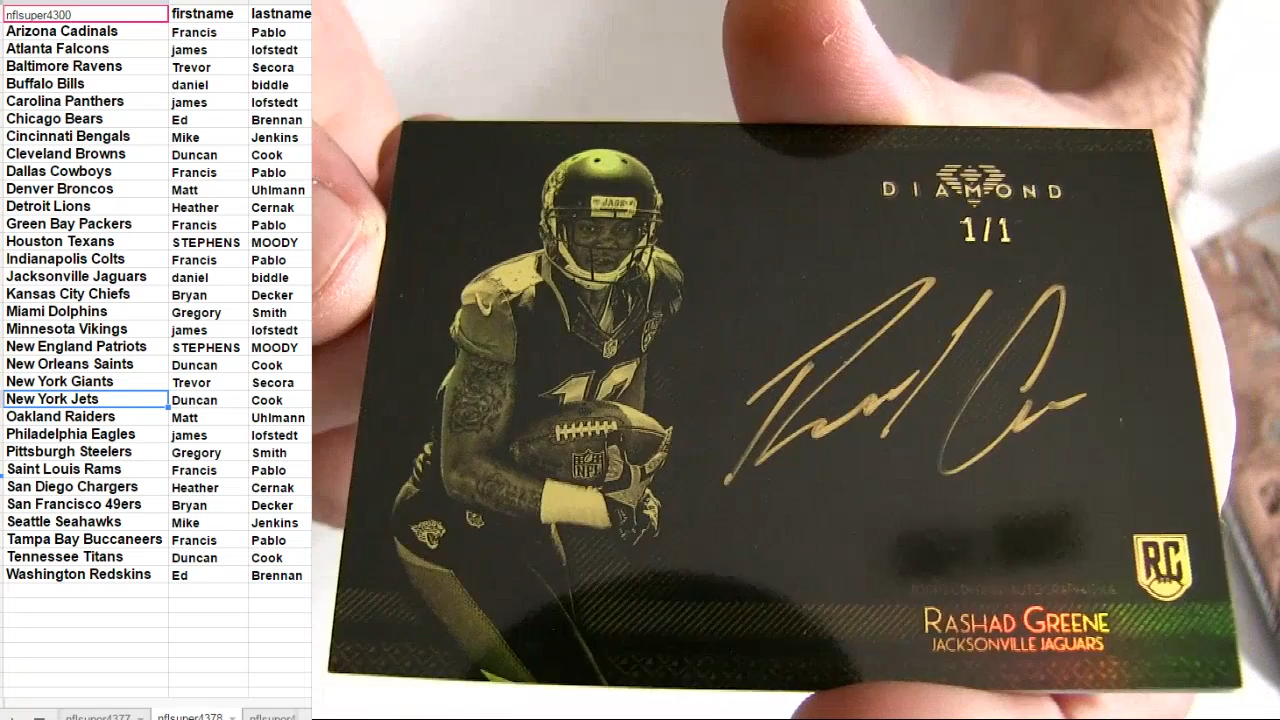 nflsuper4300 firstname lastname
Arizona Cadinals Francis Pablo
Atlanta Falcons james lofstedt
Baltimore Ravens Trevor Secora
Buffalo Bills daniel biddle
Carolina Panthers james lofstedt
Chicago Bears Ed Brennan
Cincinnati Bengals Mike Jenkins
Cleveland Browns Duncan Cook
Dallas Cowboys Francis Pablo
Denver Broncos Matt Uhlmann
Detroit Lions Heather Cernak
Green Bay Packers Francis Pablo
Houston Texans STEPHENS MOODY
Indianapolis Colts Francis Pablo
Jacksonville Jaguars daniel biddle
Kansas City Chiefs Bryan Decker
Miami Dolphins Gregory Smith
Minnesota Vikings james lofstedt
New England Patriots STEPHENS MOODY
New Orleans Saints Duncan Cook
New York Giants Trevor Secora
New York Jets Duncan Cook
Oakland Raiders Matt Uhlmann
Philadelphia Eagles james lofstedt
Pittsburgh Steelers Gregory Smith
Saint Louis Rams Francis Pablo
San Diego Chargers Heather Cernak
San Francisco 49ers Bryan Decker
Seattle Seahawks Mike Jenkins
Tampa Bay Buccaneers Francis Pablo
Tennessee Titans Duncan Cook
Washington Redskins Ed Brennan
nflsuper4377 nflsuper4378 nflsuper4
DIAMOND
1/1
JAGS
NFL
RC
RASHAD GREENE
JACKSONVILLE JAGUARS